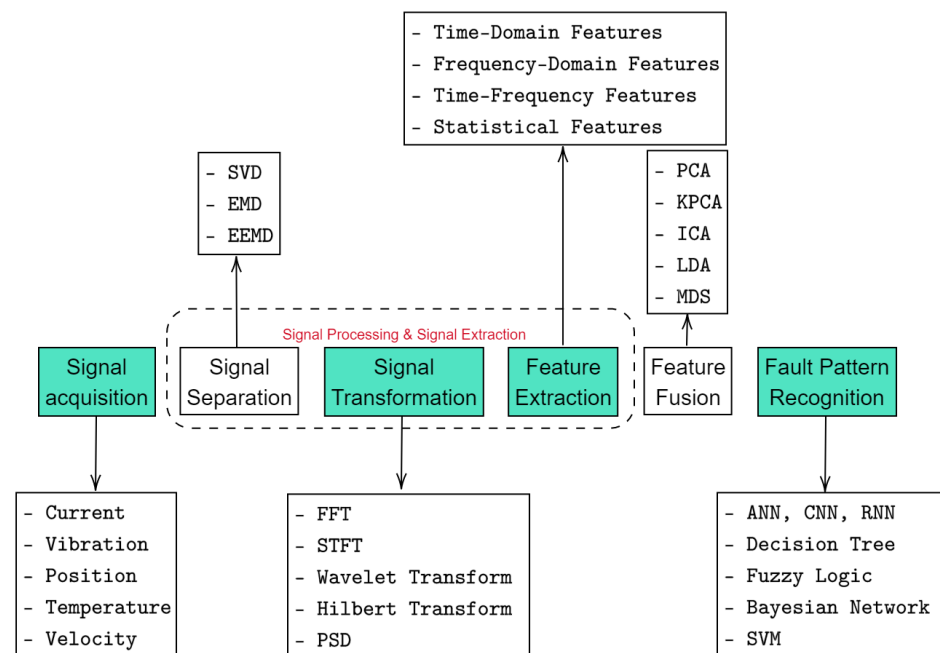 - Time-Domain Features
- Frequency-Domain Features
- Time-Frequency Features
- Statistical Features
- SVD
- EMD
- EEMD
- PCA
- KPCA
- ICA
- LDA
- MDS
Signal Processing & Signal Extraction
Signal
acquisition
Signal
Separation
Signal
Transformation
Feature
Extraction
Feature
Fusion
Fault Pattern
Recognition
- Current
- Vibration
- Position
- Temperature
- Velocity
- FFT
- STFT
- Wavelet Transform
- Hilbert Transform
- PSD
- ANN, CNN, RNN
- Decision Tree
- Fuzzy Logic
- Bayesian Network
- SVM